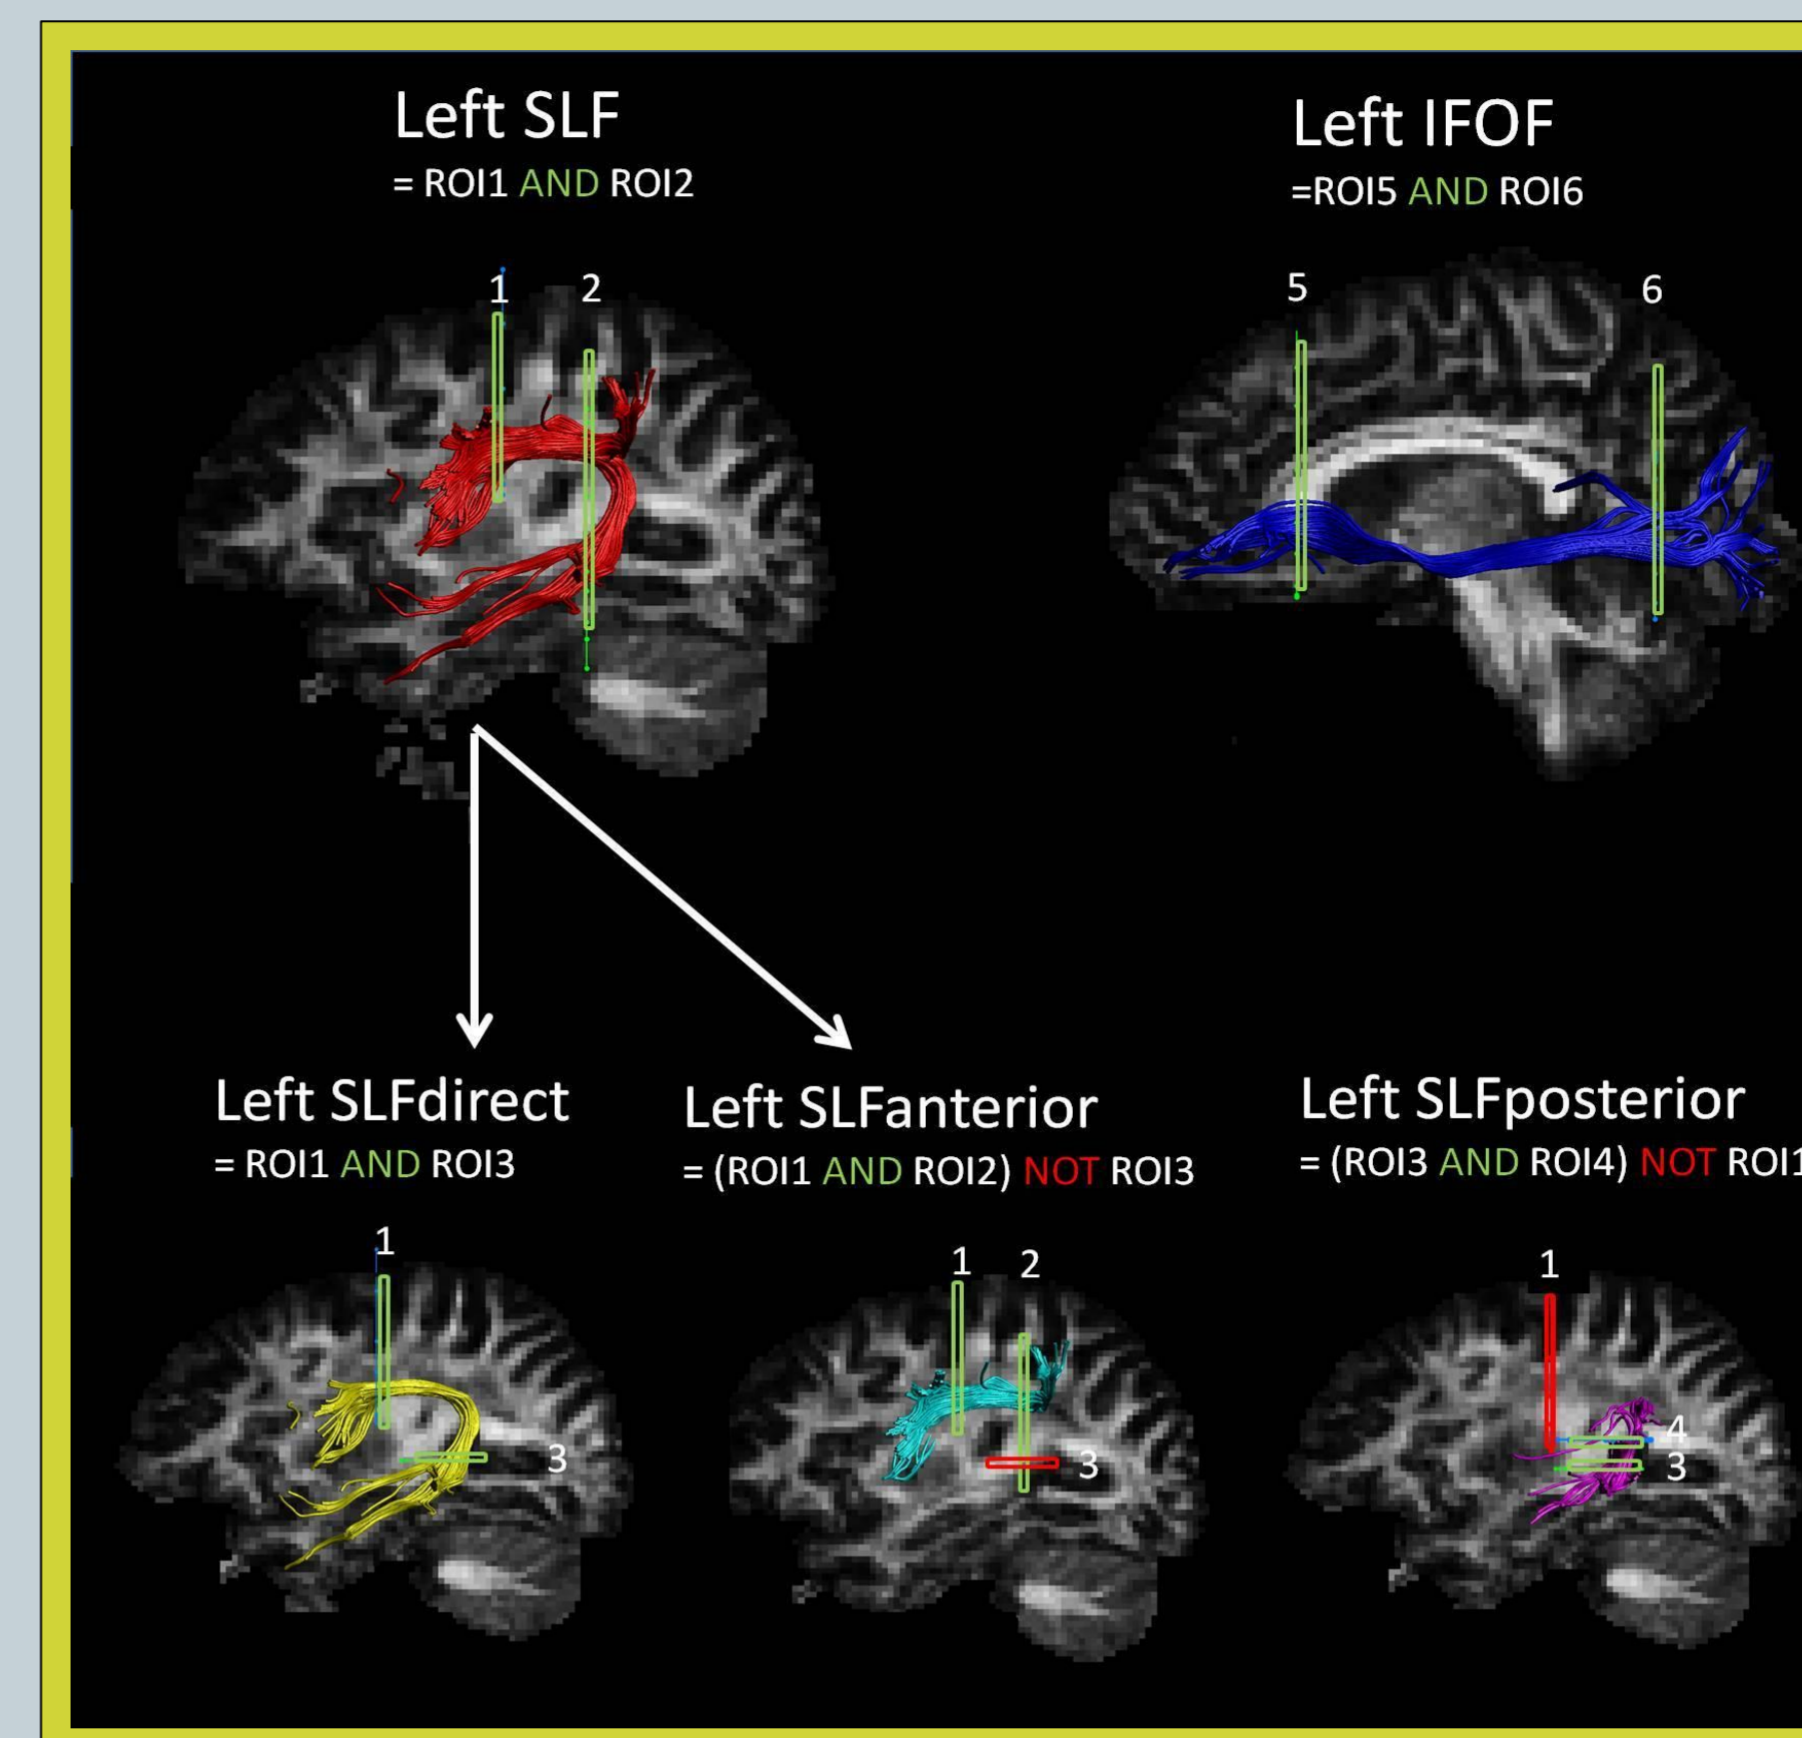 Left SLF
= ROI1 AND ROI2
1 2
Left IFOF
=ROI5 AND ROI6
5 6
Left SLFdirect
= ROI1 AND ROI3
1
3
Left SLFanterior
= (ROI1 AND ROI2) NOT ROI3
1 2
3
Left SLFposterior
= (ROI3 AND ROI4) NOT ROI1
1
4
3